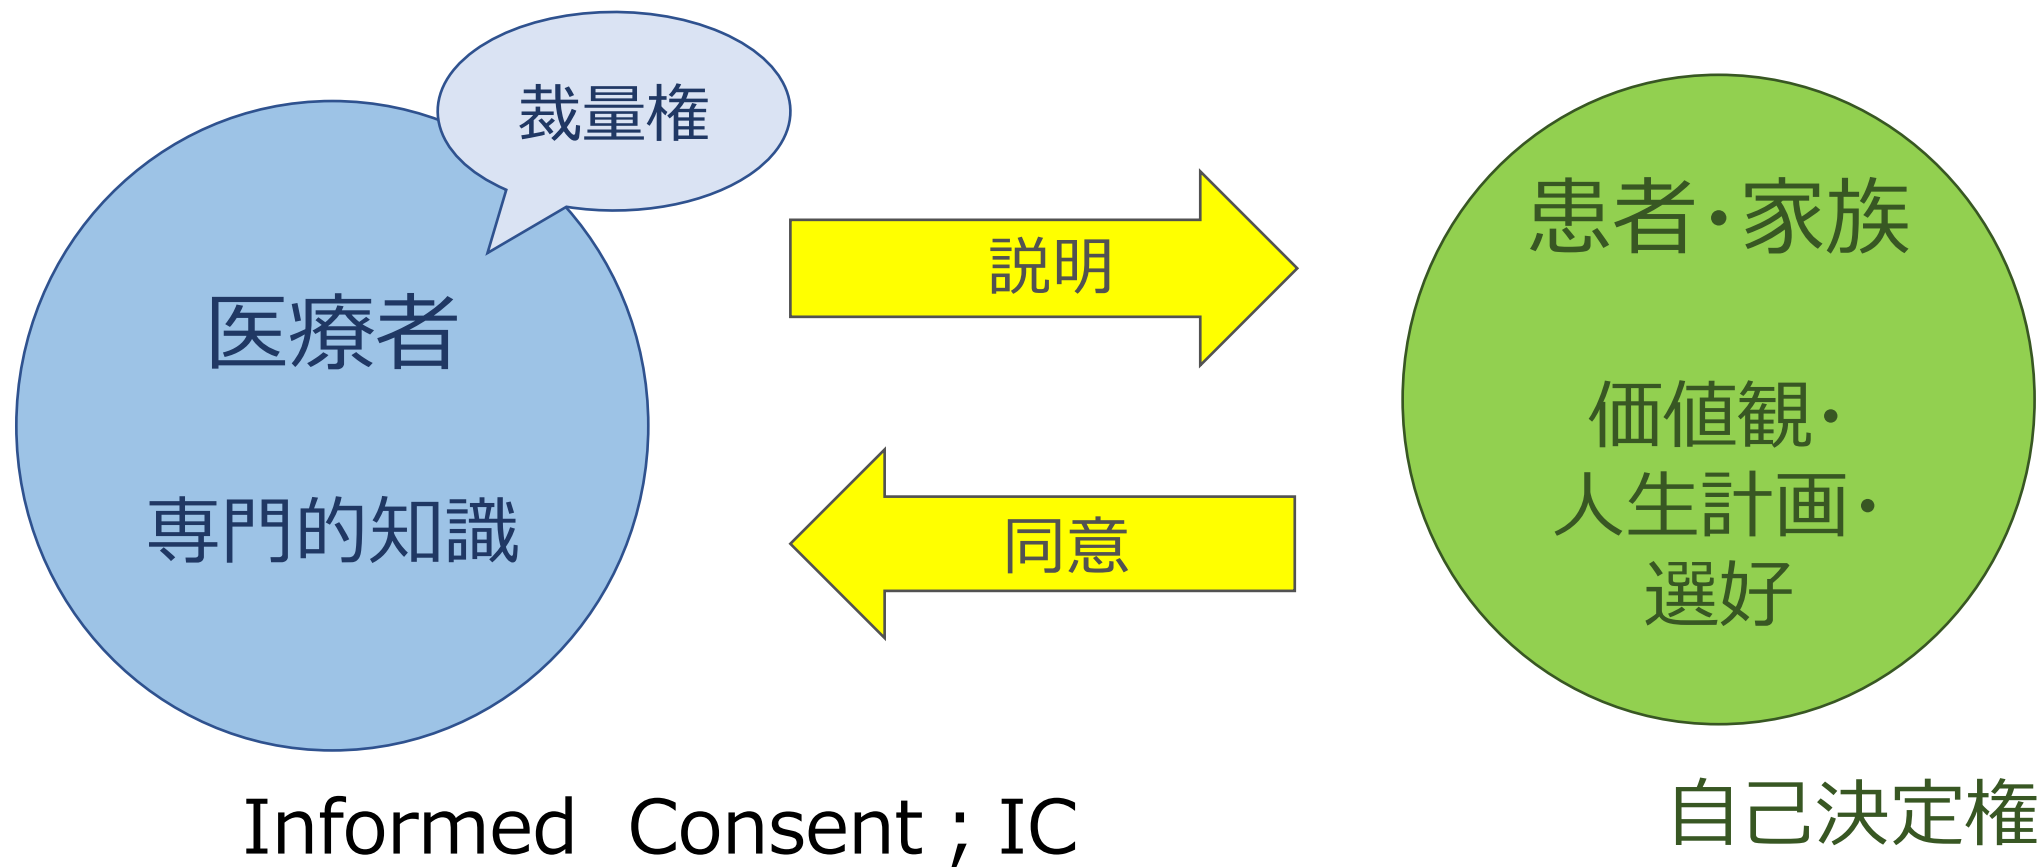 裁量権
医療者
専門的知識
説明
同意
患者・家族
価値観・
人生計画・
選好
Informed Consent ; IC
自己決定権